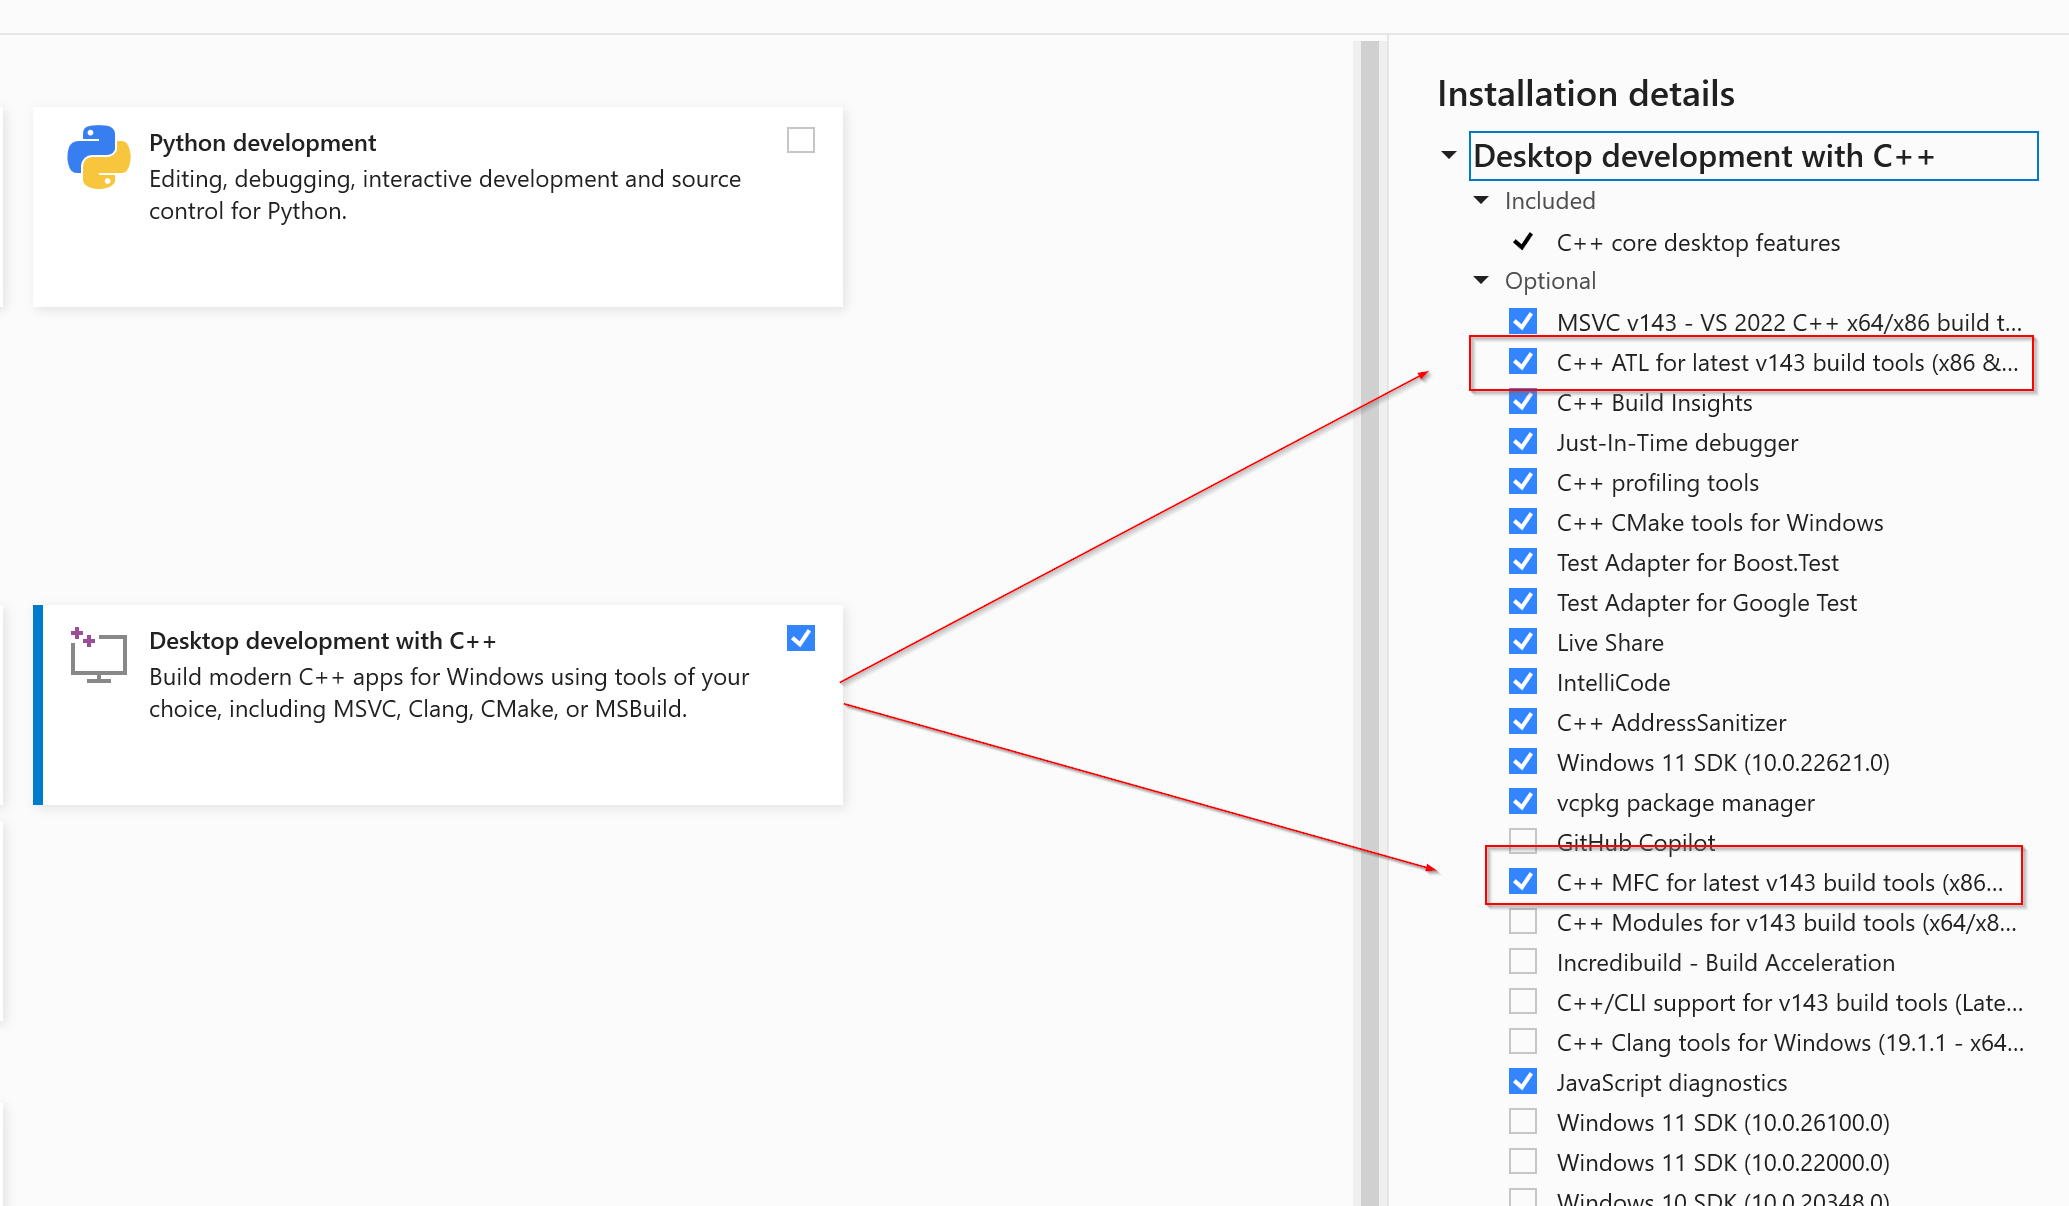 Python development
Editing, debugging, interactive development and source
control for Python.
Desktop development with C++
Build modern C++ apps for Windows using tools of your
choice, including MSVC, Clang, CMake, or MSBuild.
Installation details
Desktop development with C++
Included
C++ core desktop features
Optional
MSVC v143 - VS 2022 C++ x64/x86 build t...
C++ ATL for latest v143 build tools (x86 &...
C++ Build Insights
Just-In-Time debugger
C++ profiling tools
C++ CMake tools for Windows
Test Adapter for Boost.Test
Test Adapter for Google Test
Live Share
IntelliCode
C++ AddressSanitizer
Windows 11 SDK (10.0.22621.0)
vcpkg package manager
GitHub Copilot
C++ MFC for latest v143 build tools (x86...
C++ Modules for v143 build tools (x64/x8...
Incredibuild - Build Acceleration
C++/CLI support for v143 build tools (Late...
C++ Clang tools for Windows (19.1.1 - x64...
JavaScript diagnostics
Windows 11 SDK (10.0.26100.0)
Windows 11 SDK (10.0.22000.0)
Windows 10 SDK (10.0.20348.0)